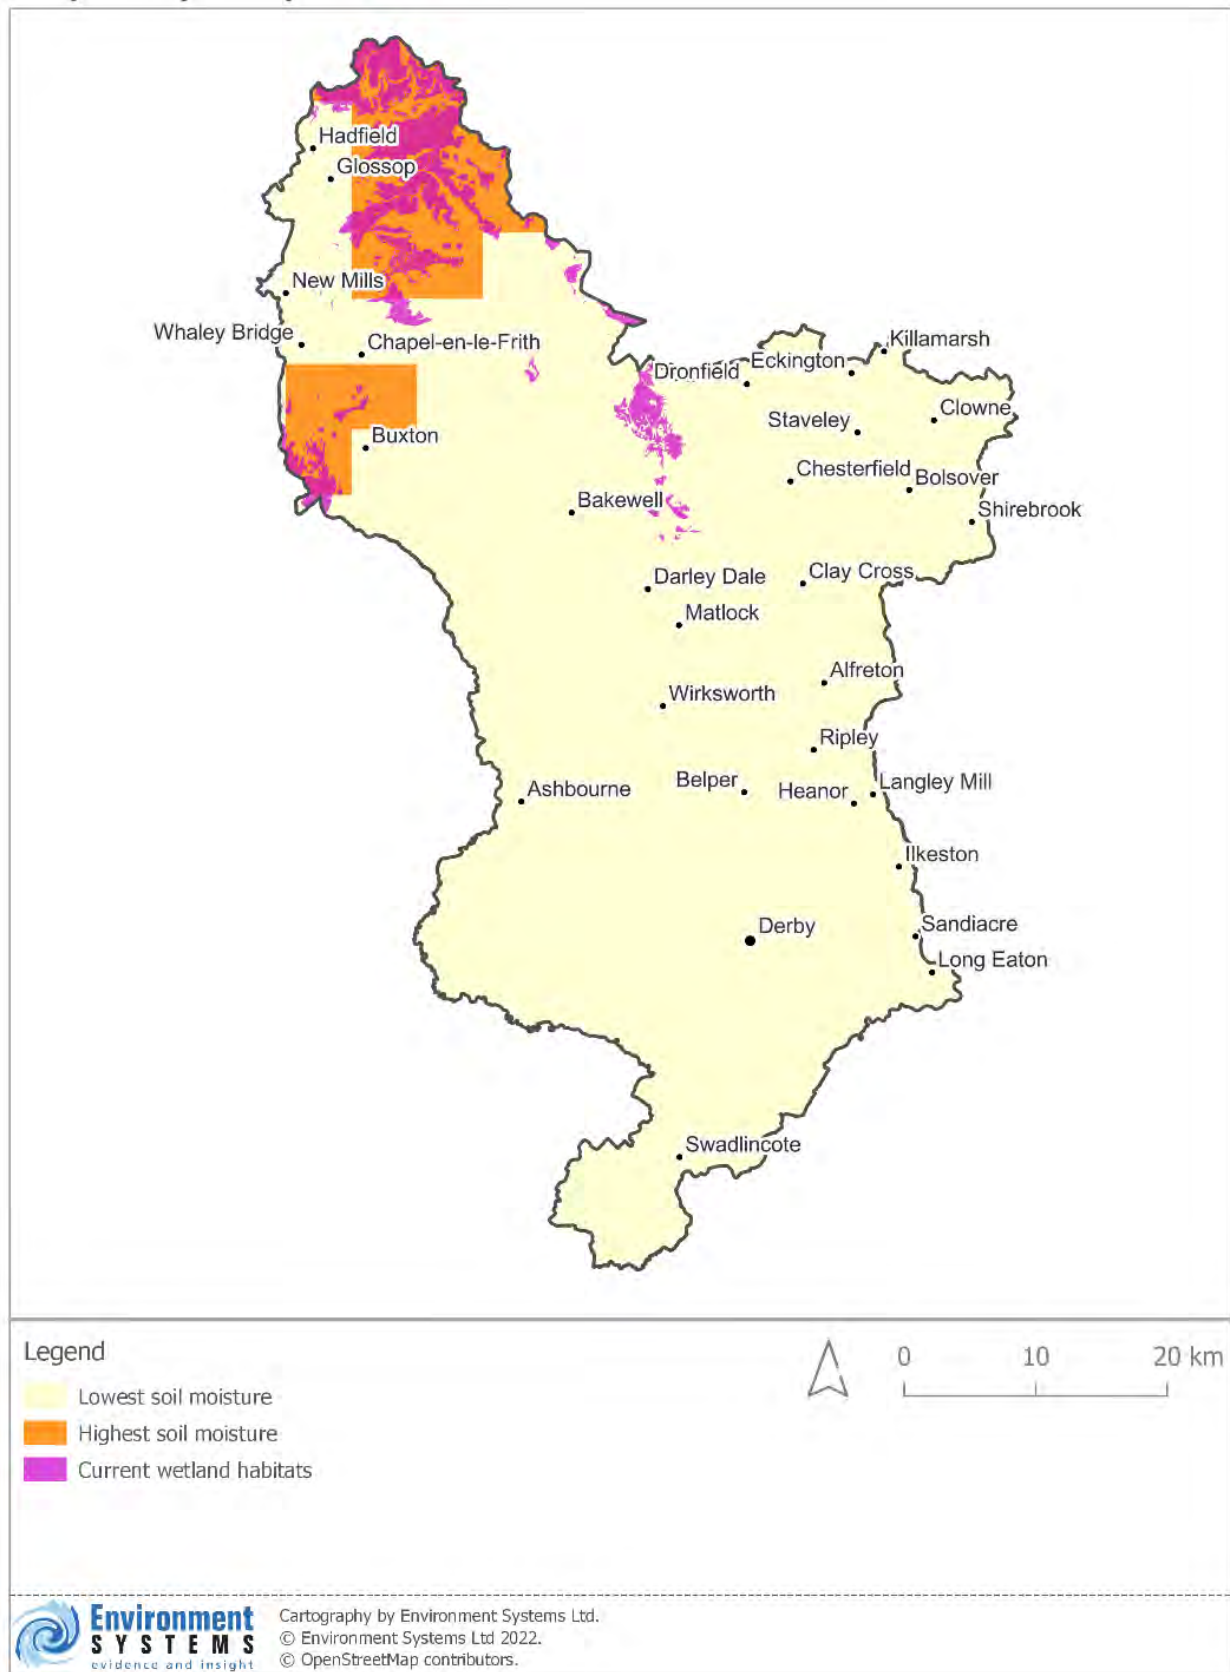 Hadfield
Glossop
New Mills
Whaley Bridge
Chapel-en-le-Frith
Killamarsh
Dronfield
Eckington
Clowne
Staveley
Buxton
Chesterfield
Bolsover
Bakewell
Shirebrook
Darley Dale
Clay Cross
Matlock
Alfreton
Wirksworth
Ripley
Ashbourne
Belper
Heanor
Langley Mill
Ilkeston
Derby
Sandiacre
Long Eaton
Swadlincote
Legend
0 10 20 km
Lowest soil moisture
Highest soil moisture
Current wetland habitats
Environment
SYSTEMS
evidence and insight
Cartography by Environment Systems Ltd.
© Environment Systems Ltd 2022.
© OpenStreetMap contributors.